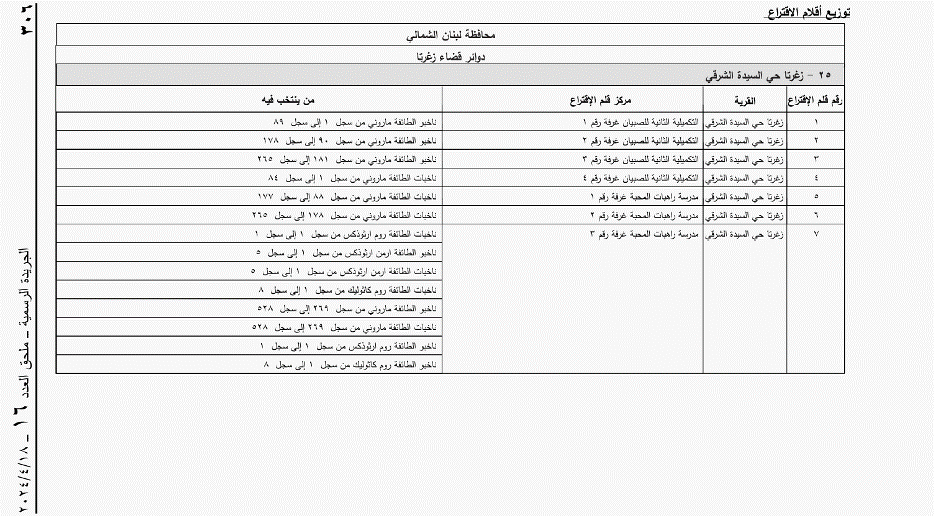 توزيع أقلام الاقتراع
محافظة لبنان الشمالي
دوائر قضاء زغرتا
٢٥ - زغرتا حي السيدة الشرقي
رقم قلم الإقتراع القرية مركز قلم الإقتراع من ينتخب فيه
١ زغرتا حي السيدة الشرقي التكميلية الثانية للصبيان غرفة رقم ١ ناخبو الطائفة ماروني من سجل ١ إلى سجل ٨٩
٢ زغرتا حي السيدة الشرقي التكميلية الثانية للصبيان غرفة رقم ٢ ناخبو الطائفة ماروني من سجل ٩٠ إلى سجل ١٧٨
٣ زغرتا حي السيدة الشرقي التكميلية الثانية للصبيان غرفة رقم ٣ ناخبو الطائفة ماروني من سجل ١٨١ إلى سجل ٢٦٥
٤ زغرتا حي السيدة الشرقي التكميلية الثانية للصبيان غرفة رقم ٤ ناخبات الطائفة ماروني من سجل ١ إلى سجل ٨٤
٥ زغرتا حي السيدة الشرقي مدرسة راهبات المحبة غرفة رقم ١ ناخبات الطائفة ماروني من سجل ٨٨ إلى سجل ١٧٧
٦ زغرتا حي السيدة الشرقي مدرسة راهبات المحبة غرفة رقم ٢ ناخبات الطائفة ماروني من سجل ١٧٨ إلى سجل ٢٦٥
٧ زغرتا حي السيدة الشرقي مدرسة راهبات المحبة غرفة رقم ٣ ناخبات الطائفة روم ارثوذكس من سجل ١ إلى سجل ١
ناخبو الطائفة ارمن ارثوذكس من سجل ١ إلى سجل ٥
ناخبات الطائفة ارمن ارثوذكس من سجل ١ إلى سجل ٥
ناخبات الطائفة روم كاثوليك من سجل ١ إلى سجل ٨
ناخبو الطائفة ماروني من سجل ٢٦٩ إلى سجل ٥٢٨
ناخبات الطائفة ماروني من سجل ٢٦٩ إلى سجل ٥٢٨
ناخبو الطائفة روم ارثوذكس من سجل ١ إلى سجل ١
ناخبو الطائفة روم كاثوليك من سجل ١ إلى سجل ٨
٣٠٦
الجريدة الرسمية – ملحق العدد ١٦ – ٢٠٢٤/٤/١٨